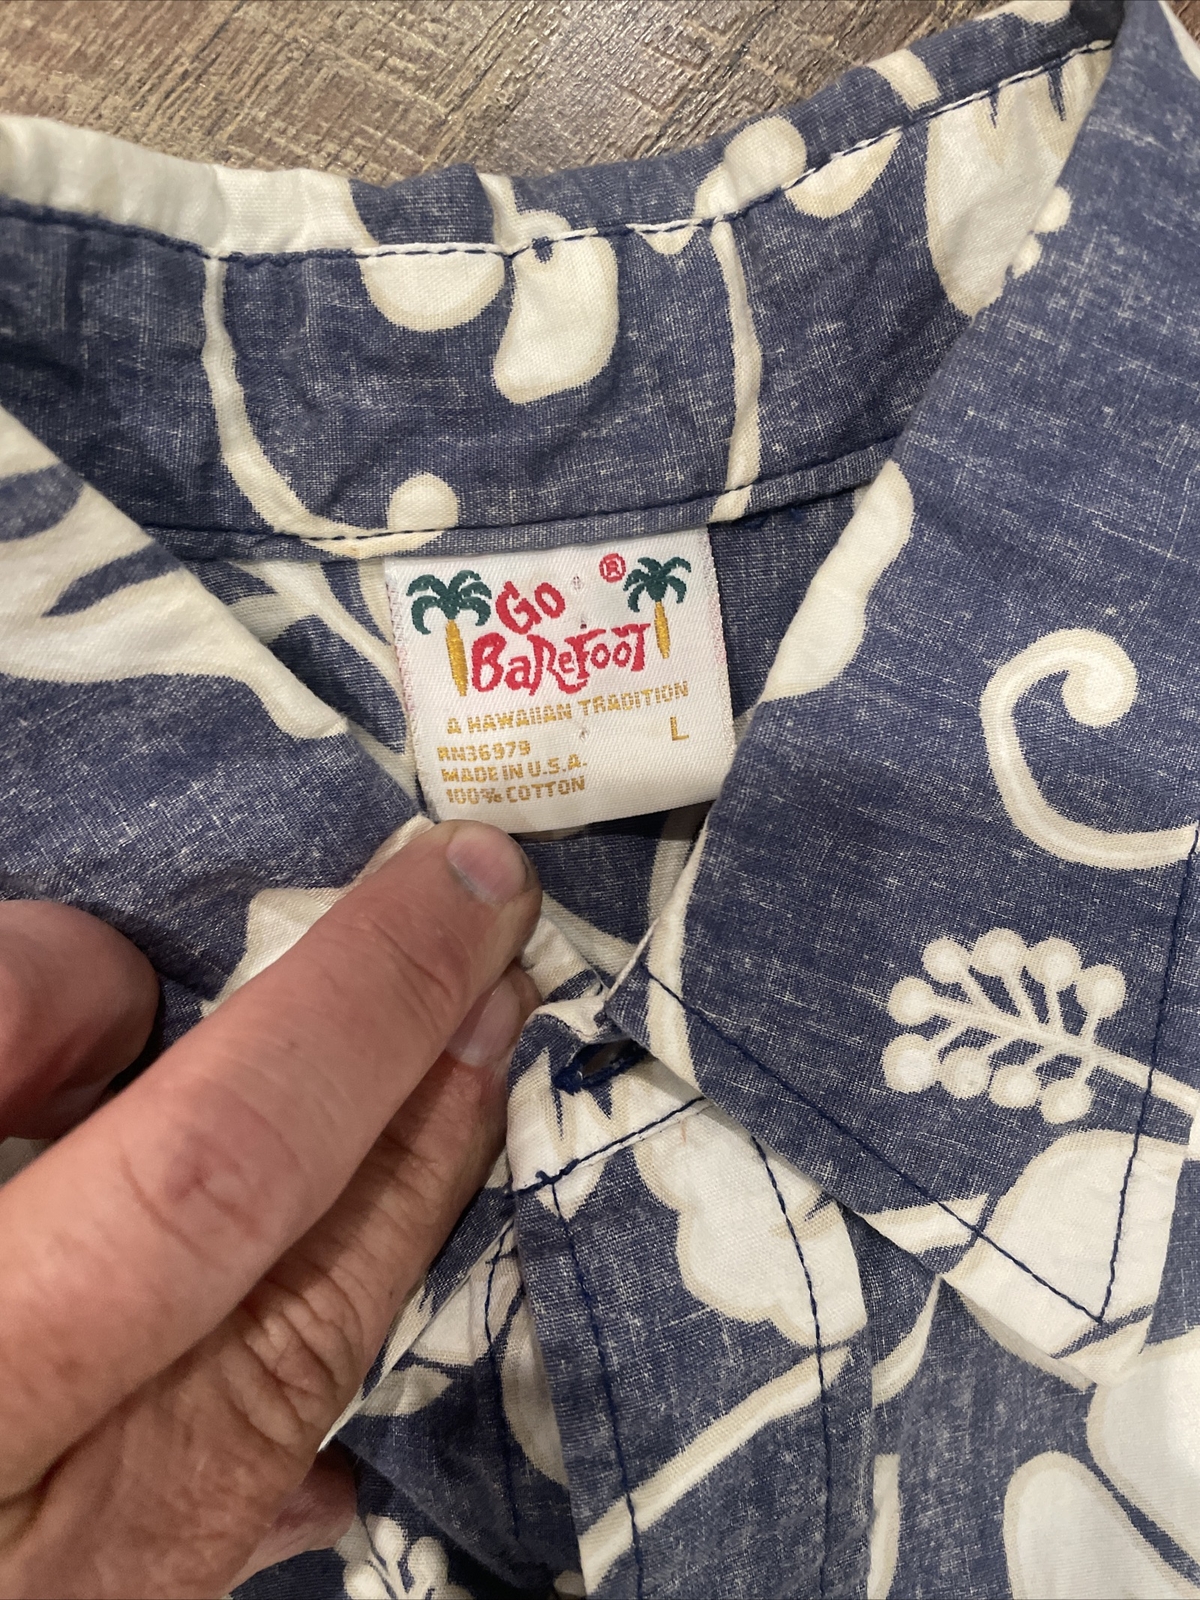 Go ®
BaReFooT
A HAWAIIAN TRADITION
RN36979 L
MADE IN U.S.A.
100% COTTON